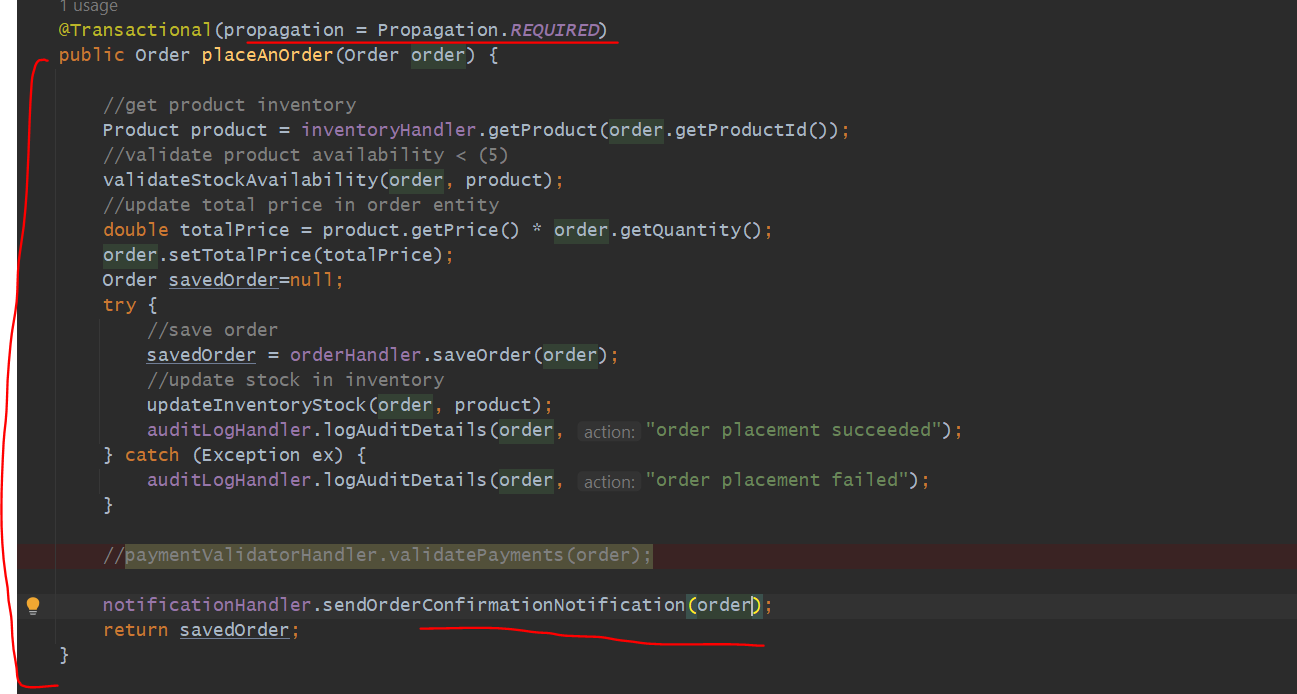 1 usage
@Transactional(propagation = Propagation.REQUIRED)
public Order placeAnOrder(Order order) {
//get product inventory
Product product = inventoryHandler.getProduct(order.getProductId());
//validate product availability < (5)
validateStockAvailability(order, product);
//update total price in order entity
double totalPrice = product.getPrice() * order.getQuantity();
order.setTotalPrice(totalPrice);
Order savedOrder=null;
try {
//save order
savedOrder = orderHandler.saveOrder(order);
//update stock in inventory
updateInventoryStock(order, product);
auditLogHandler.logAuditDetails(order, action: "order placement succeeded");
} catch (Exception ex) {
auditLogHandler.logAuditDetails(order, action: "order placement failed");
}
//paymentValidatorHandler.validatePayments(order);
notificationHandler.sendOrderConfirmationNotification(order);
return savedOrder;
}